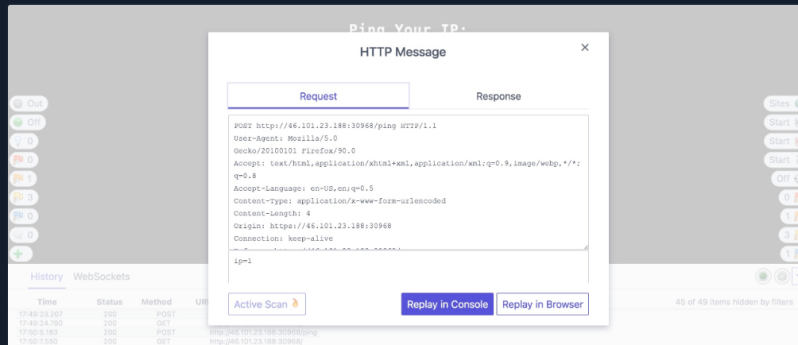 Ping Your IP:
HTTP Message
Request Response
POST http://46.101.23.188:30968/ping HTTP/1.1
User-Agent: Mozilla/5.0
Gecko/20100101 Firefox/90.0
Accept: text/html,application/xhtml+xml,application/xml;q=0.9,image/webp,*/*;
q=0.8
Accept-Language: en-US,en;q=0.5
Content-Type: application/x-www-form-urlencoded
Content-Length: 4
Origin: https://46.101.23.188:30968
Connection: keep-alive
ip=1
Active Scan Replay in Console Replay in Browser
Out
Off
0
0
1
3
0
0
Sites
Start
Start
Start
Off
0
1
3
1
History WebSockets
45 of 49 items hidden by filters
Time Status Method
17:49:23.207 200 POST
17:49:24.790 200 GET
17:50:5.163 200 POST http://46.101.23.188:30968/ping
17:50:7.550 200 GET http://46.101.23.188:30968/